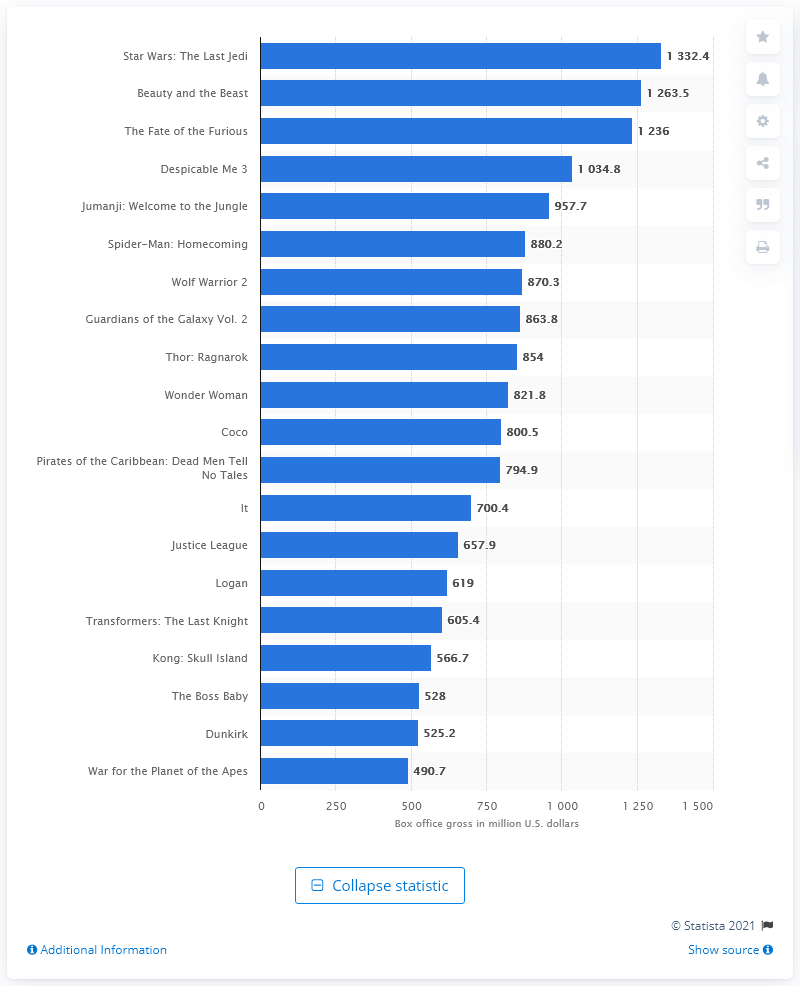 Star Wars: The Last Jedi 1 332.4
Beauty and the Beast 1 263.5
The Fate of the Furious 1 236
Despicable Me 3 1 034.8
Jumanji: Welcome to the Jungle 957.7
Spider-Man: Homecoming 880.2
Wolf Warrior 2 870.3
Guardians of the Galaxy Vol. 2 863.8
Thor: Ragnarok 854
Wonder Woman 821.8
Coco 800.5
Pirates of the Caribbean: Dead Men Tell
No Tales 794.9
It 700.4
Justice League 657.9
Logan 619
Transformers: The Last Knight 605.4
Kong: Skull Island 566.7
The Boss Baby 528
Dunkirk 525.2
War for the Planet of the Apes 490.7
0 250 500 750 1 000 1 250 1 500
Box office gross in million U.S. dollars
Collapse statistic
© Statista 2021
Additional Information Show source